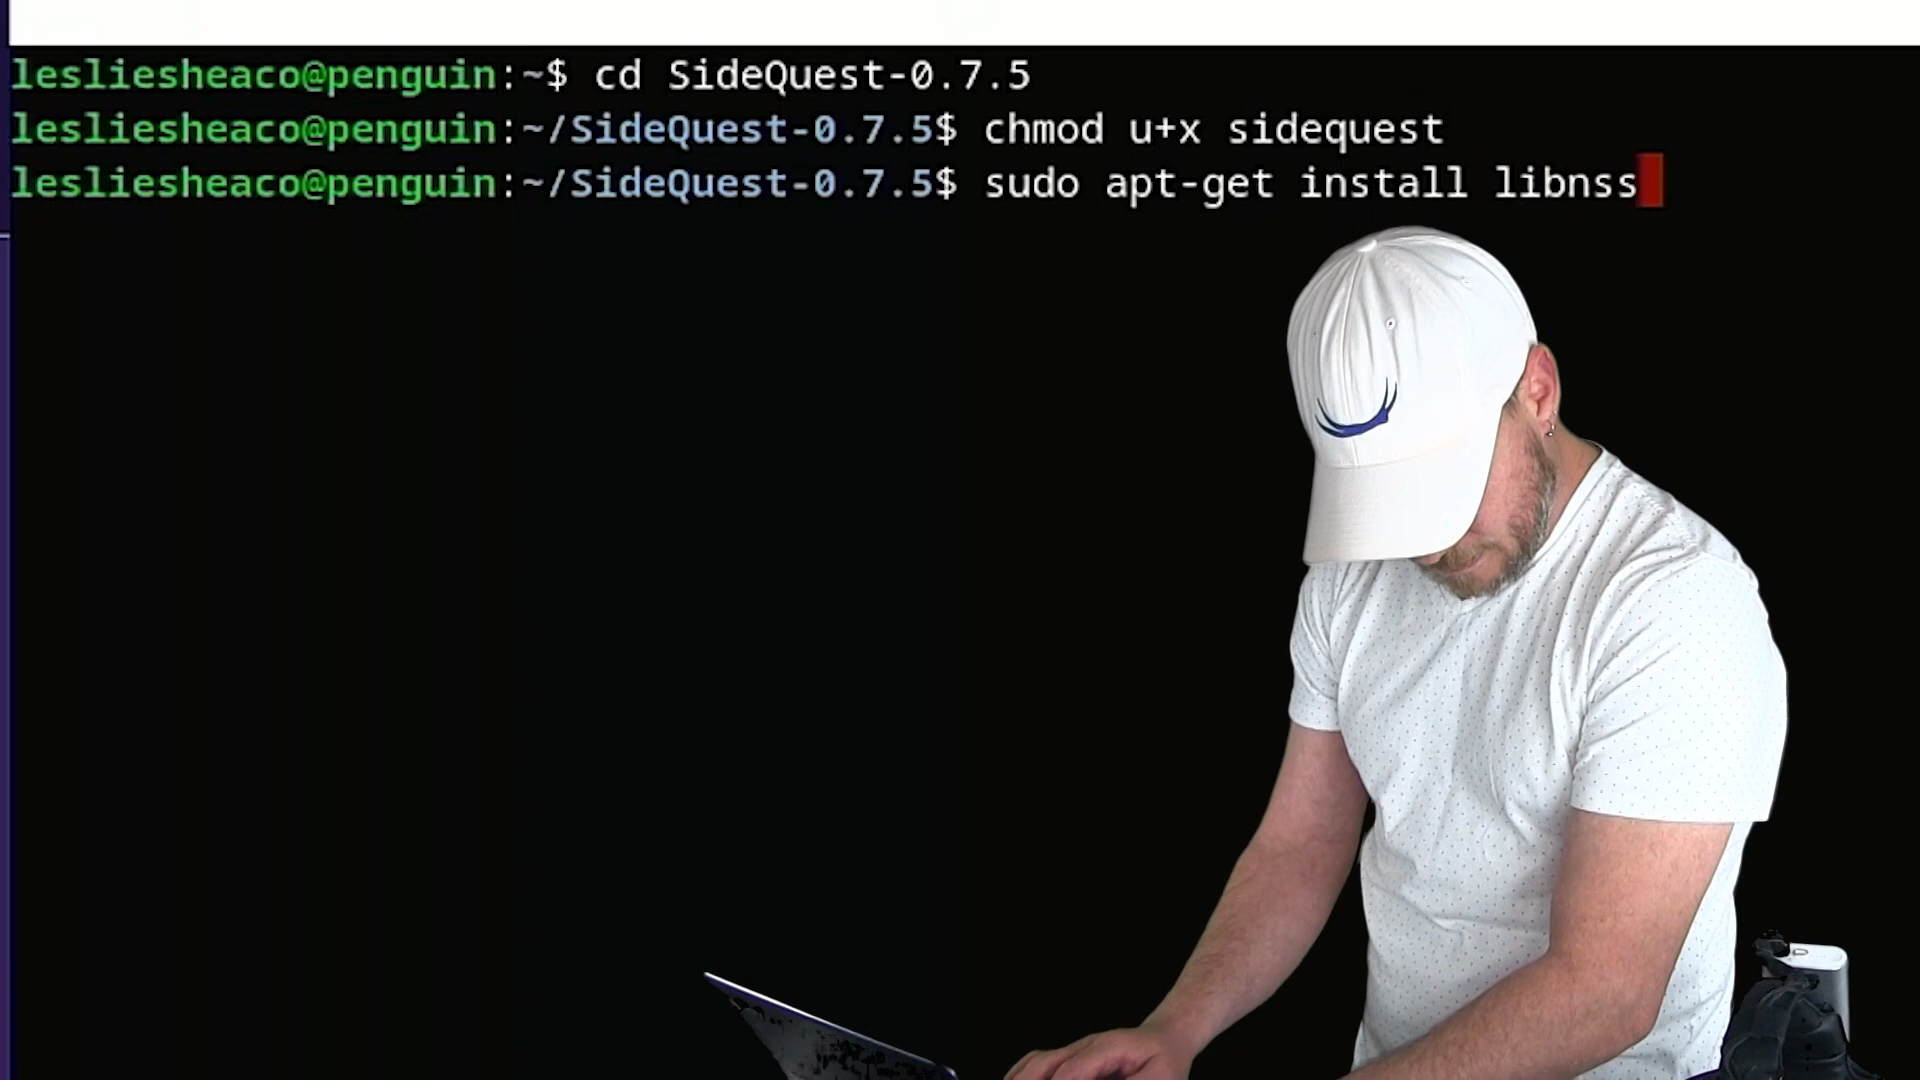 lesliesheaco@penguin:~$ cd SideQuest-0.7.5
lesliesheaco@penguin:~/SideQuest-0.7.5$ chmod u+x sidequest
lesliesheaco@penguin:~/SideQuest-0.7.5$ sudo apt-get install libnss